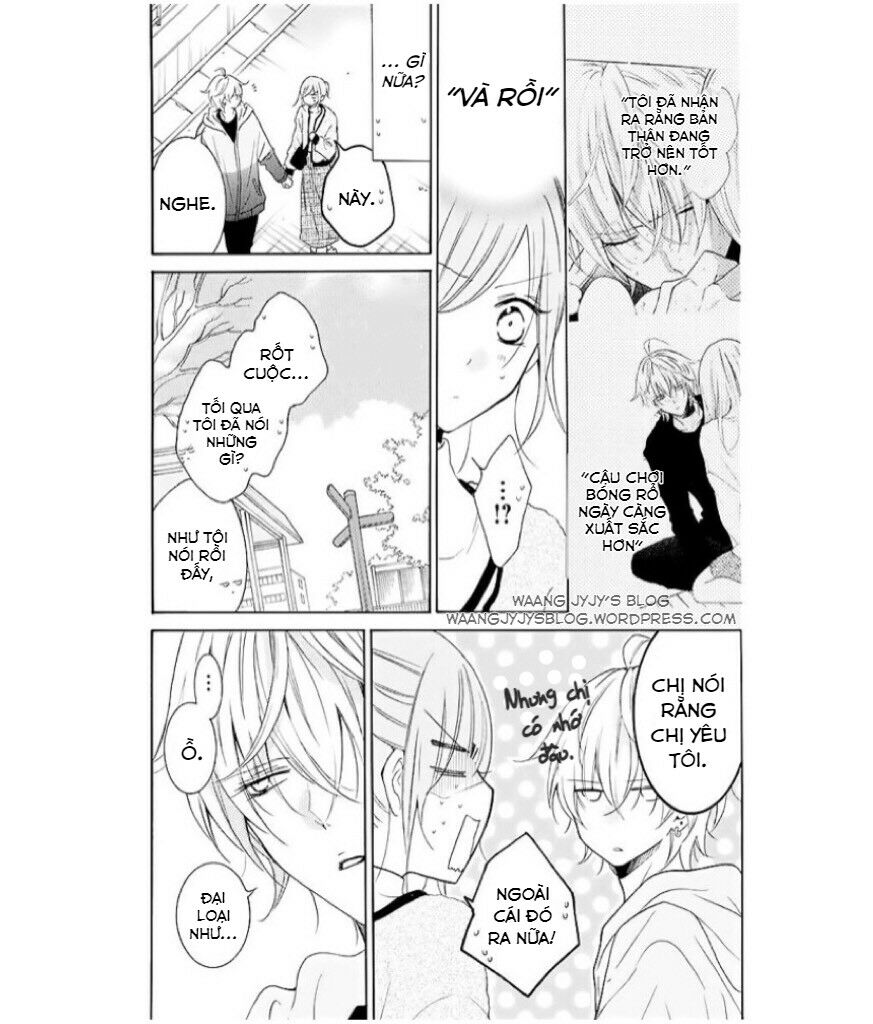 "TÔI ĐÃ NHẬN
RA RẰNG BẢN
THÂN ĐANG
TRỞ NÊN TỐT
HƠN."
"CẬU CHƠI
BÓNG RỔ
NGÀY CÀNG
XUẤT SẮC
HƠN"
"VÀ RỒI"
...!?
... GÌ
NỮA?
NÀY.
NGHE.
RỐT
CUỘC...
TỐI QUA
TÔI ĐÃ NÓI
NHỮNG
GÌ?
NHƯ TÔI
NÓI RỒI
ĐẤY,
WAANG JYJY'S BLOG
WAANGJYJYSBLOG.WORDPRESS.COM
CHỊ NÓI
RẰNG
CHỊ YÊU
TÔI.
Nhưng chị
có nhớ
đâu.
NGOÀI
CÁI ĐÓ
RA NỮA!
...
Ồ.
ĐẠI
LOẠI
NHƯ...